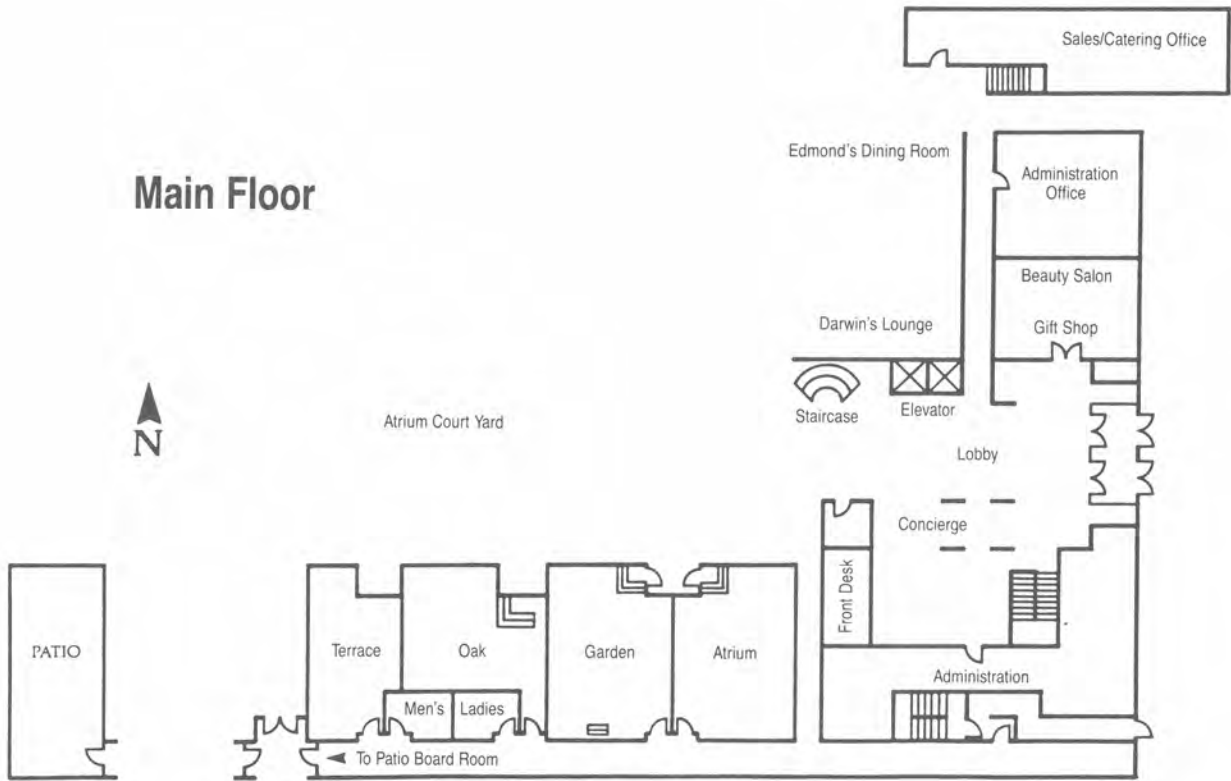 Sales/Catering Office
Edmond's Dining Room
Administration
Office
Main Floor
Beauty Salon
Darwin's Lounge
Gift Shop
N
Atrium Court Yard
Staircase
Elevator
Lobby
Concierge
Front Desk
PATIO
Terrace
Oak
Garden
Atrium
Administration
Men's
Ladies
To Patio Board Room